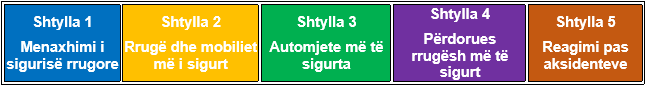 Shtylla 1
Menaxhimi i
sigurisë rrugore
Shtylla 2
Rrugë dhe mobiliet
më i sigurt
Shtylla 3
Automjete më të
sigurta
Shtylla 4
Përdorues
rrugësh më të
sigurt
Shtylla 5
Reagimi pas
aksidenteve